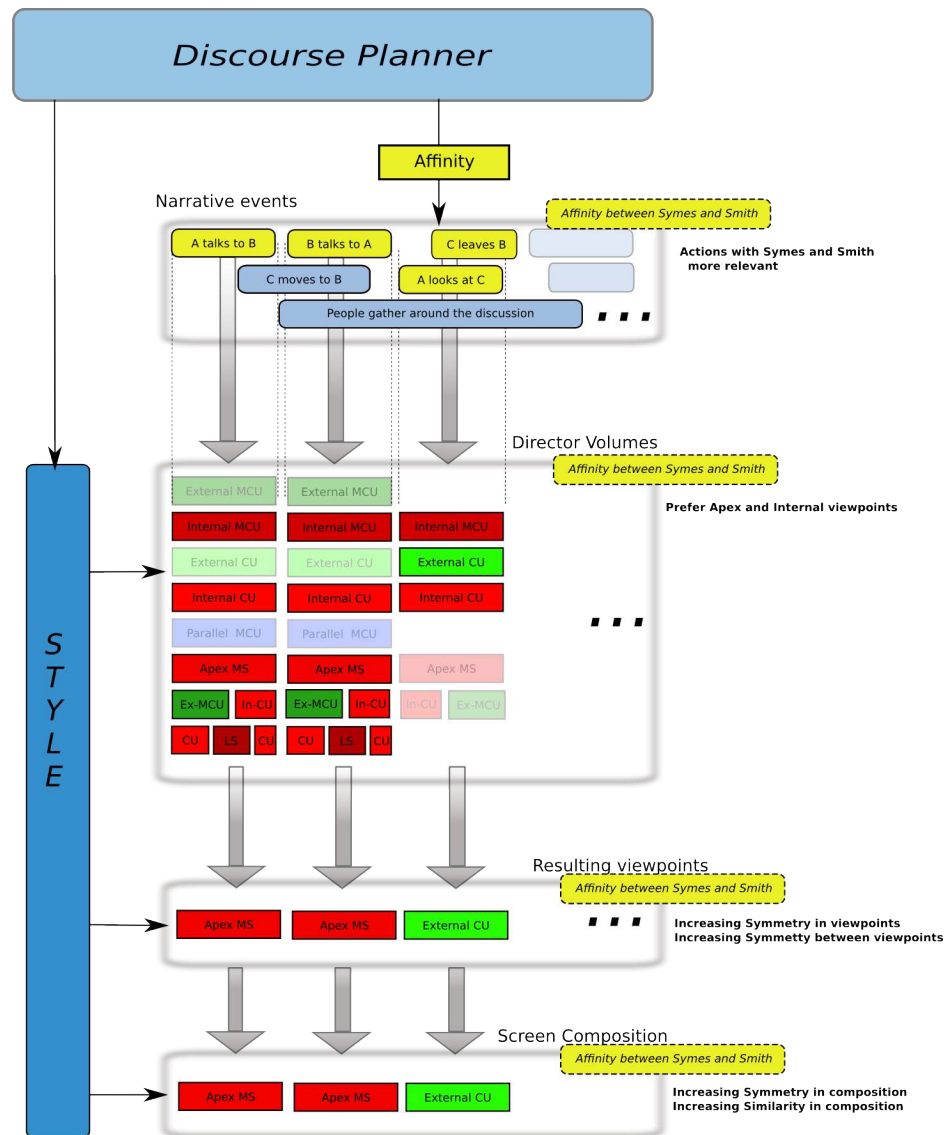 Discourse Planner
Affinity
Narrative events
Affinity between Symes and Smith
A talks to B
B talks to A
C leaves B
Actions with Symes and Smith
more relevant
C moves to B
A looks at C
People gather around the discussion
...
Director Volumes
Affinity between Symes and Smith
External MCU
External MCU
Prefer Apex and Internal viewpoints
Internal MCU
Internal MCU
Internal MCU
External CU
External CU
External CU
Internal CU
Internal CU
Internal CU
...
Parallel MCU
Parallel MCU
Apex MS
Apex MS
Apex MS
Ex-MCU
In-CU
Ex-MCU
In-CU
In-CU
Ex-MCU
CU
LS
CU
CU
LS
CU
STYLE
Resulting viewpoints
Affinity between Symes and Smith
Apex MS
Apex MS
External CU
...
Increasing Symmetry in viewpoints
Increasing Symmetty between viewpoints
Screen Composition
Affinity between Symes and Smith
Apex MS
Apex MS
External CU
Increasing Symmetry in composition
Increasing Similarity in composition